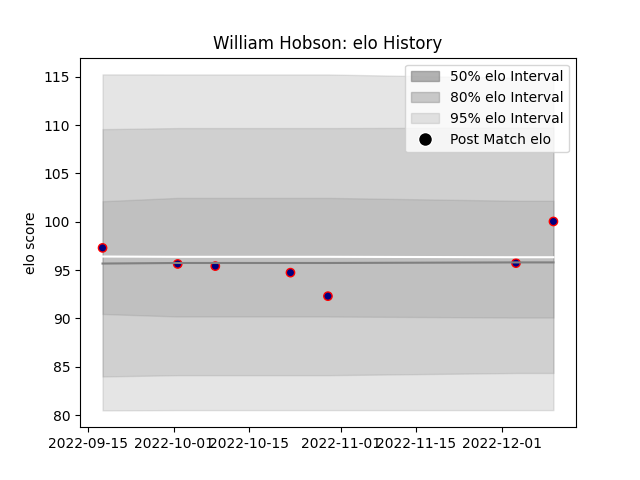 William Hobson: elo History
115
110
105
100
95
90
85
80
elo score
50% elo Interval
80% elo Interval
95% elo Interval
Post Match elo
2022-09-15 2022-10-01 2022-10-15 2022-11-01 2022-11-15 2022-12-01